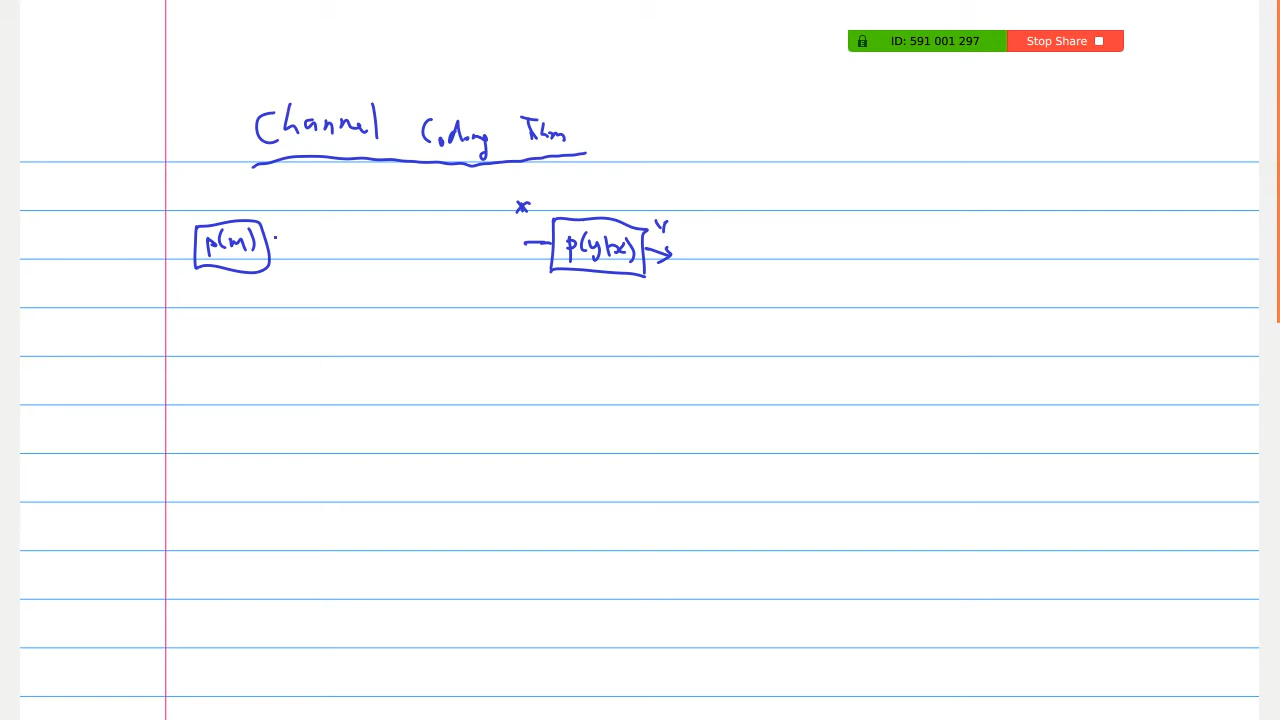 ID: 591 001 297 Stop Share
Channel Coding Thm
x
p(m) p(y|x) Y